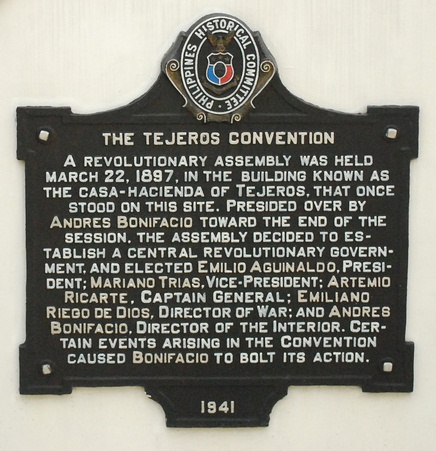 PHILIPPINES HISTORICAL COMMITTEE
THE TEJEROS CONVENTION
A REVOLUTIONARY ASSEMBLY WAS HELD
MARCH 22, 1897, IN THE BUILDING KNOWN AS
THE CASA-HACIENDA OF TEJEROS, THAT ONCE
STOOD ON THIS SITE. PRESIDED OVER BY
ANDRES BONIFACIO TOWARD THE END OF THE
SESSION, THE ASSEMBLY DECIDED TO ES-
TABLISH A CENTRAL REVOLUTIONARY GOVERN-
MENT, AND ELECTED EMILIO AGUINALDO, PRESI-
DENT; MARIANO TRIAS, VICE-PRESIDENT; ARTEMIO
RICARTE, CAPTAIN GENERAL; EMILIANO
RIEGO DE DIOS, DIRECTOR OF WAR; AND ANDRES
BONIFACIO, DIRECTOR OF THE INTERIOR. CER-
TAIN EVENTS ARISING IN THE CONVENTION
CAUSED BONIFACIO TO BOLT ITS ACTION.
1941